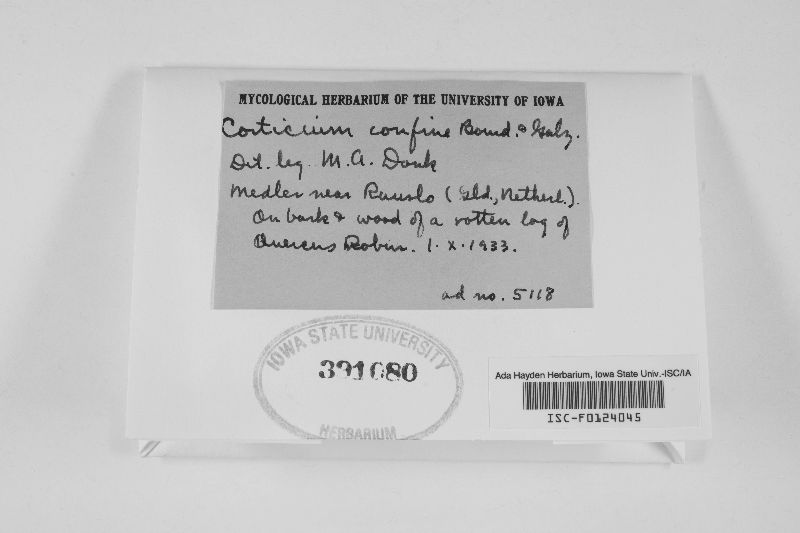 MYCOLOGICAL HERBARIUM OF THE UNIVERSITY OF IOWA
Corticium confine Bourd. & Galz.
Det. leg. M. A. Donk
Medler near Ruurlo (Gld., Netherl.).
On bark & wood of a rotten log of
Quercus Robur. 1. X. 1933.
ad no. 5118
IOWA STATE UNIVERSITY
391080
HERBARIUM
Ada Hayden Herbarium, Iowa State Univ.-ISC/IA
ISC-F0124045